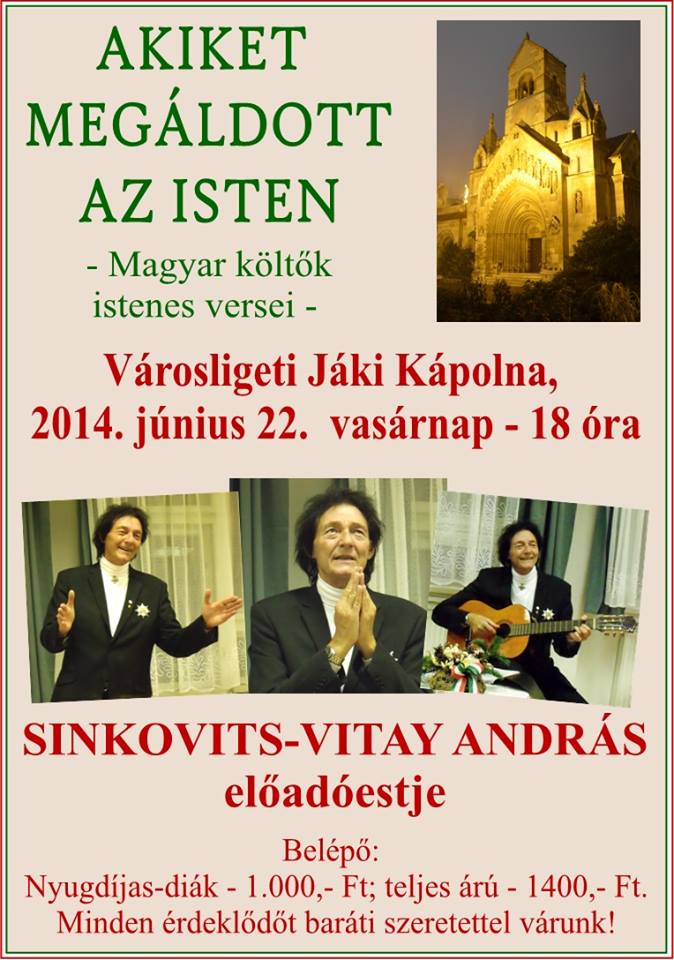 AKIKET
MEGÁLDOTT
AZ ISTEN
- Magyar költők
istenes versei -
Városligeti Jáki Kápolna,
2014. június 22. vasárnap - 18 óra
SINKOVITS-VITAY ANDRÁS
előadóestje
Belépő:
Nyugdíjas-diák - 1.000,- Ft; teljes árú - 1400,- Ft.
Minden érdeklődőt baráti szeretettel várunk!